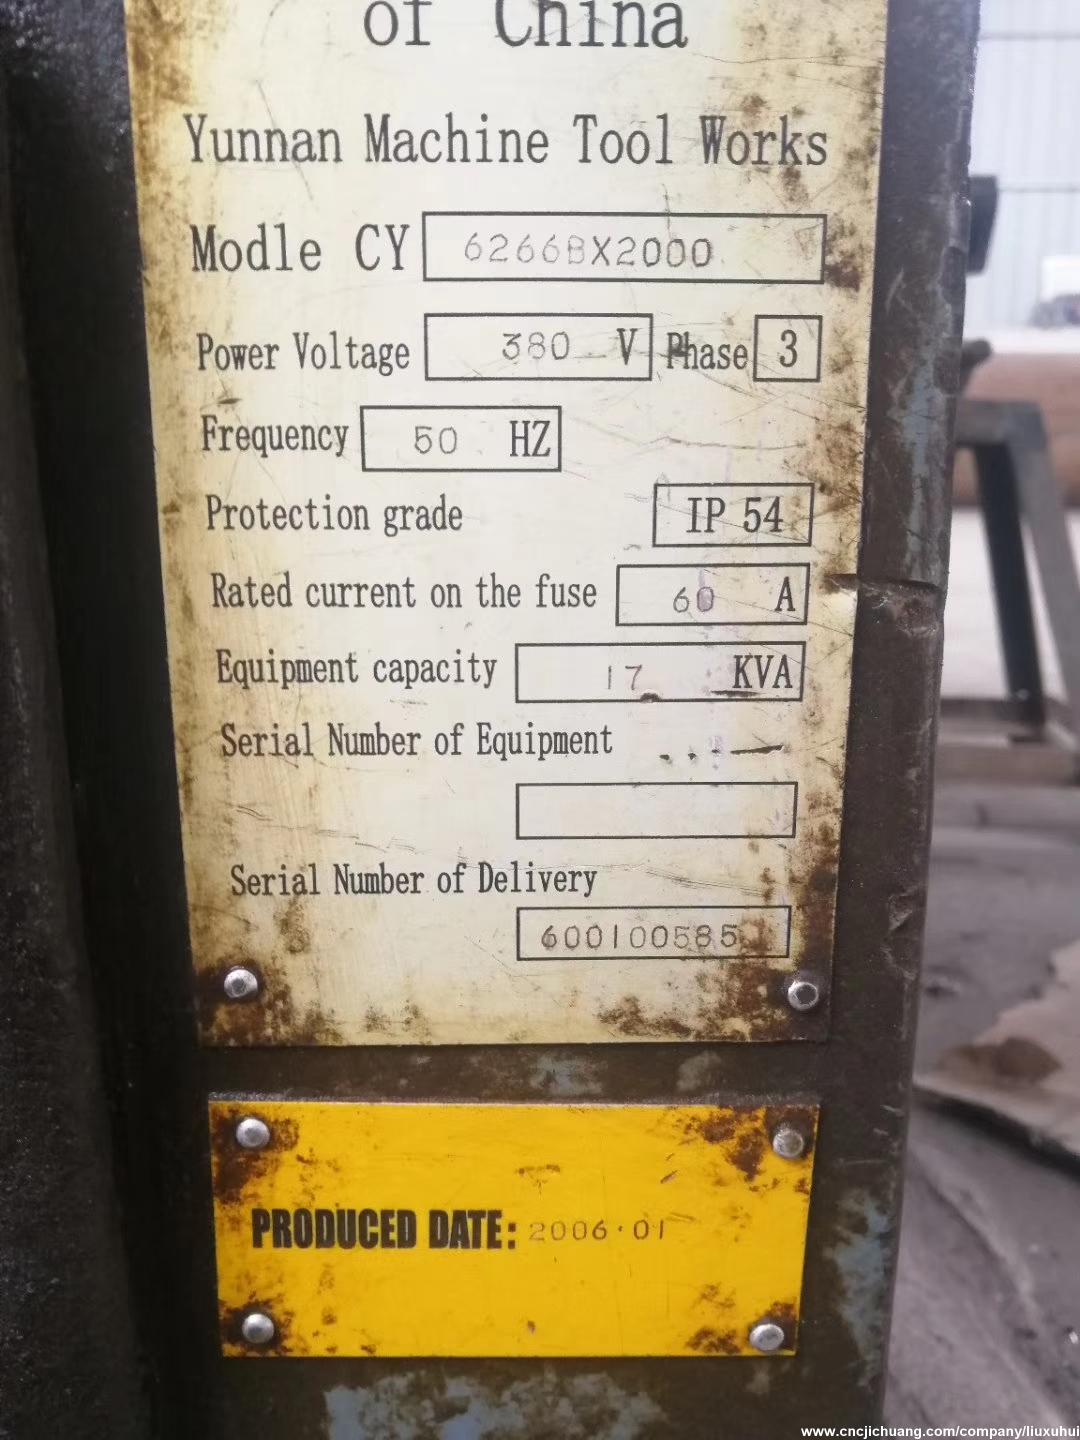 of China
Yunnan Machine Tool Works
Modle CY 6266BX2000
Power Voltage 380 V Phase 3
Frequency 50 HZ
Protection grade IP 54
Rated current on the fuse 60 A
Equipment capacity 17 KVA
Serial Number of Equipment
Serial Number of Delivery
600100585
PRODUCED DATE: 2006·01
www.cncjichuang.com/company/liuxuhui